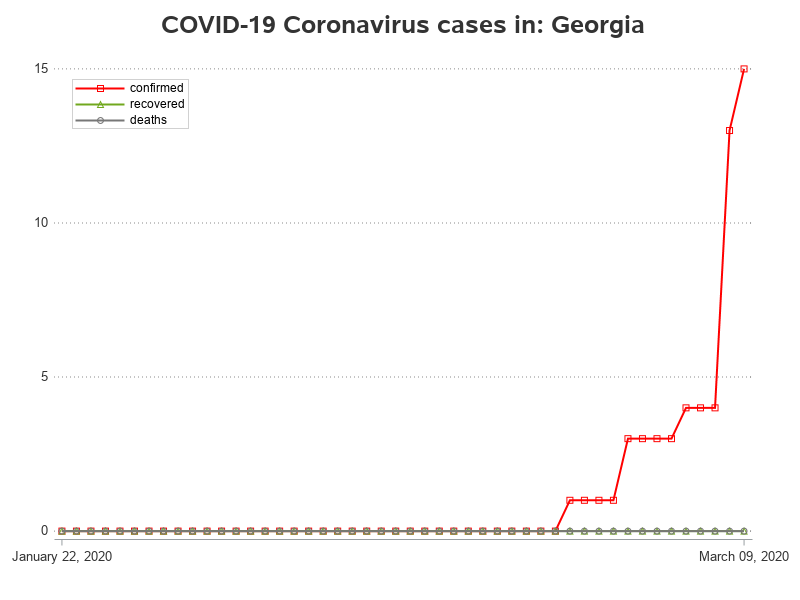 COVID-19 Coronavirus cases in: Georgia
15
confirmed
recovered
deaths
10
5
0
January 22, 2020
March 09, 2020